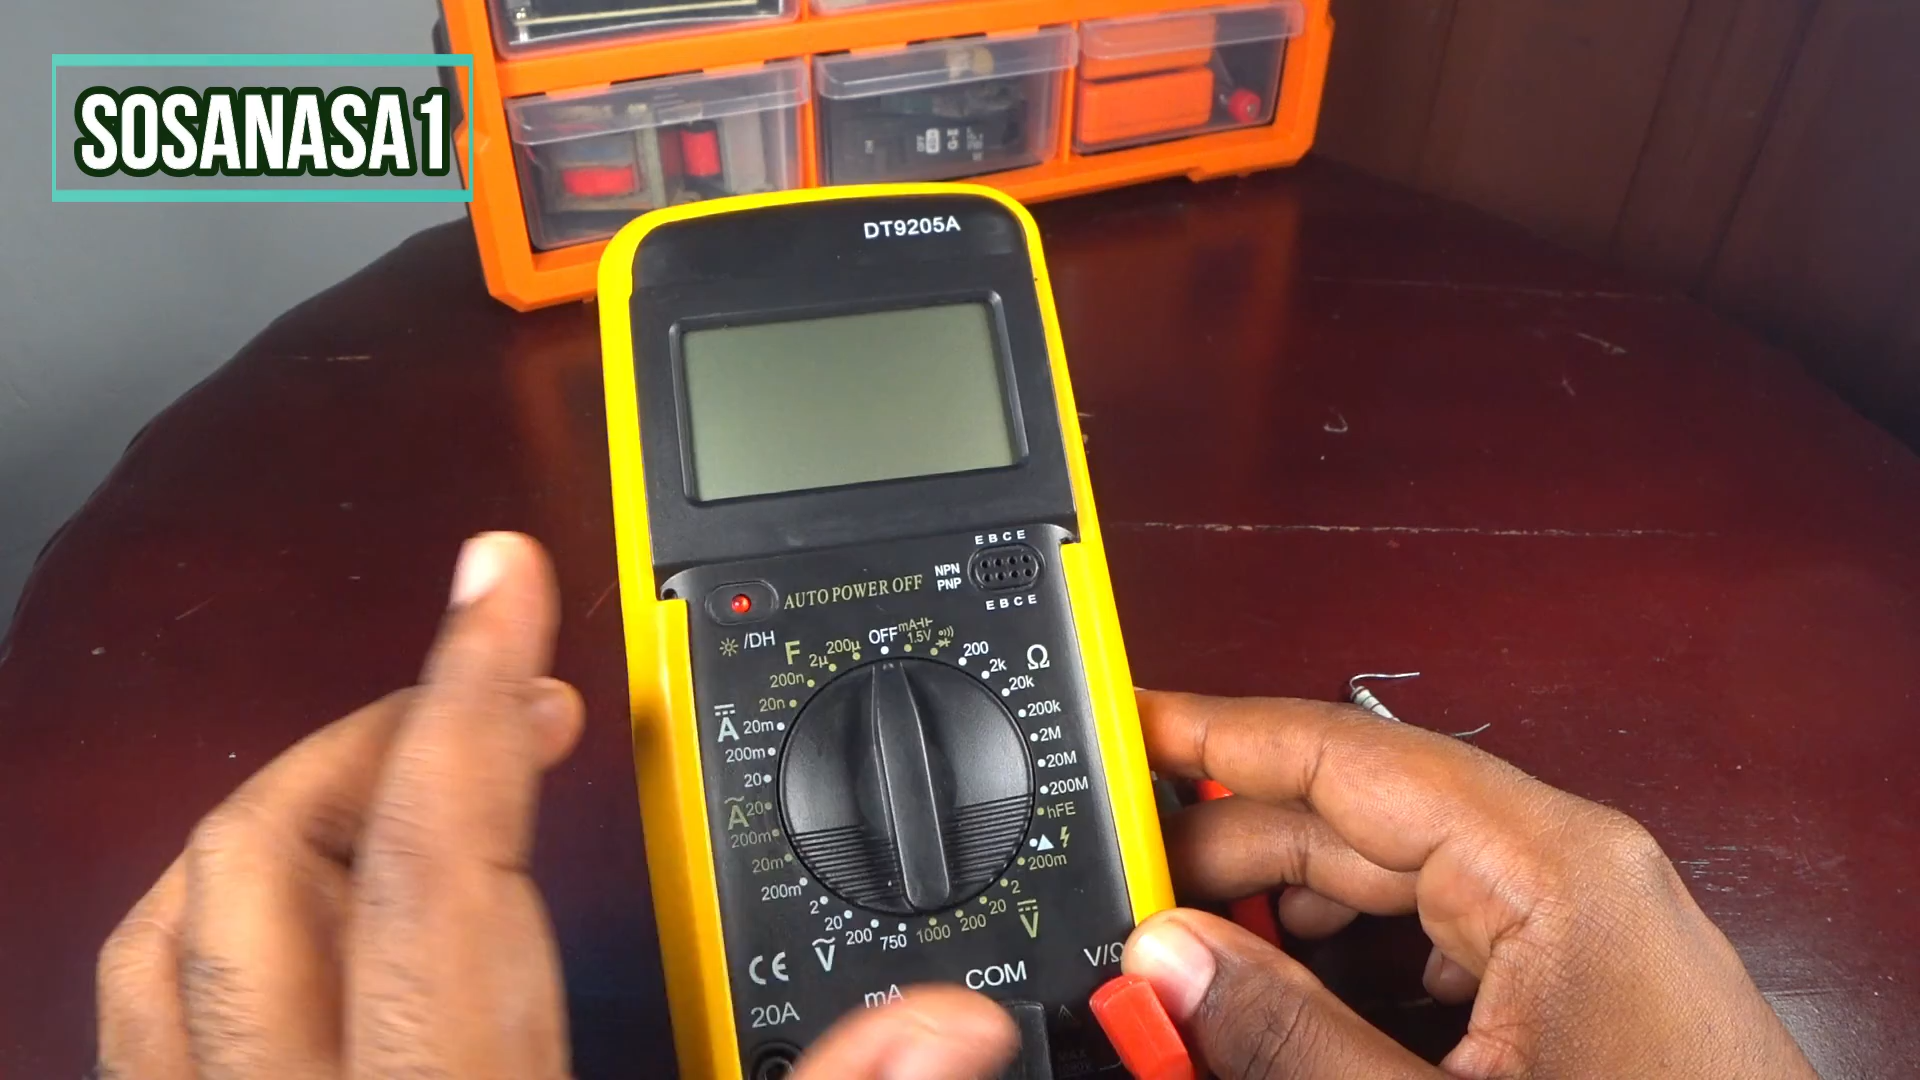 SOSANASA1
DT9205A
E B C E
NPN
PNP
E B C E
AUTO POWER OFF
/DH
F
2µ
200µ
OFF
mA
1.5V
200
Ω
2k
20k
200k
2M
20M
200M
hFE
200m
2
20
200
1000
V
750
200
20
2
200m
V
20m
200m
20
A
20
200m
20m
A
20n
200n
CE
COM
V/Ω
mA
20A